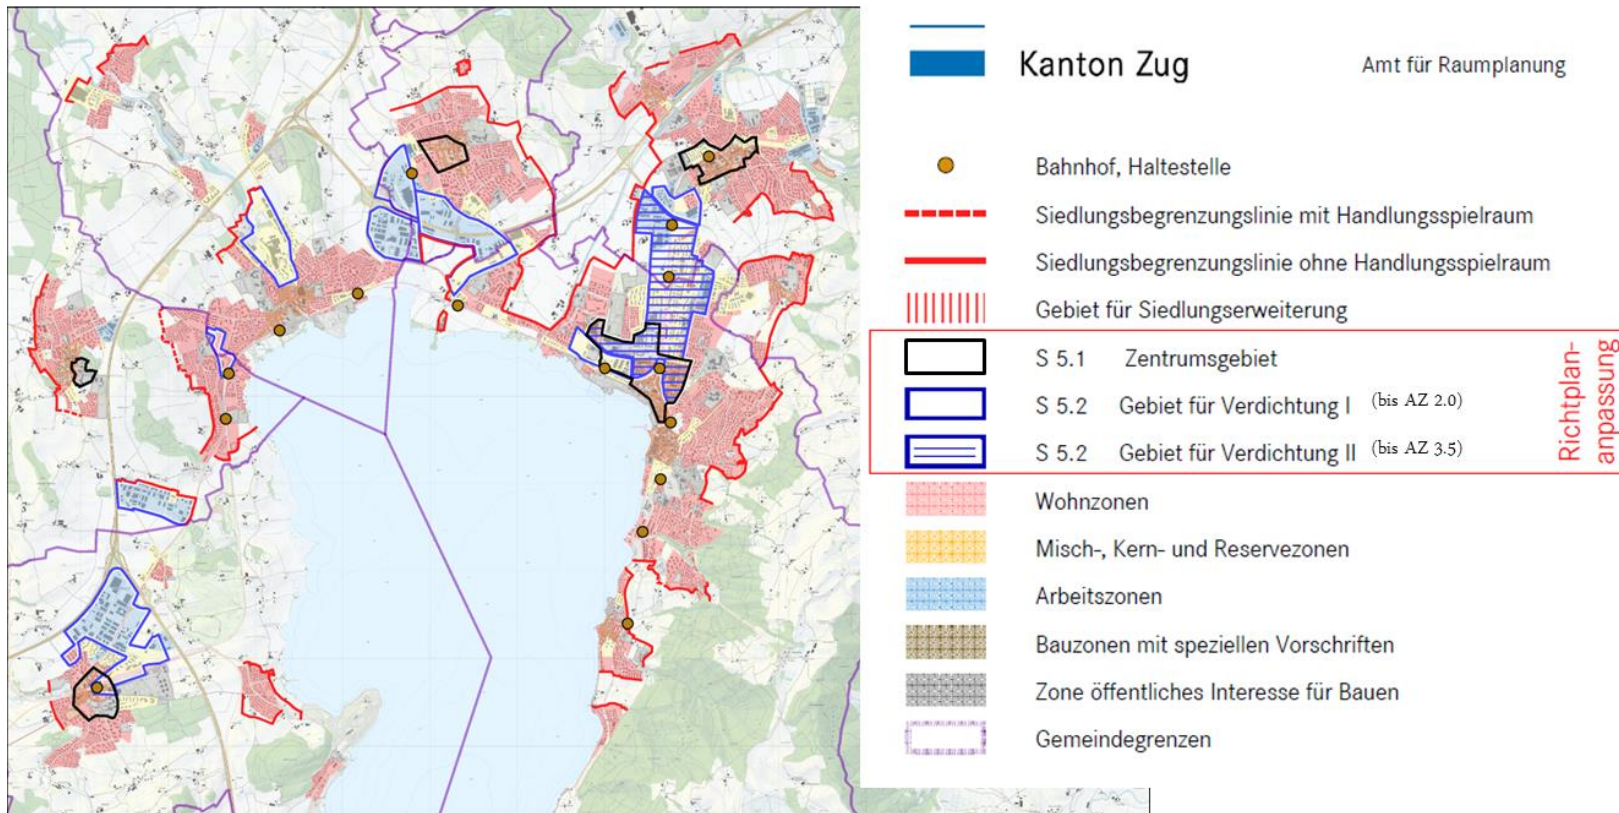 Kanton Zug
Amt für Raumplanung
Bahnhof, Haltestelle
Siedlungsbegrenzungslinie mit Handlungsspielraum
Siedlungsbegrenzungslinie ohne Handlungsspielraum
Gebiet für Siedlungserweiterung
S 5.1 Zentrumsgebiet
S 5.2 Gebiet für Verdichtung I (bis AZ 2.0)
S 5.2 Gebiet für Verdichtung II (bis AZ 3.5)
Richtplan-
anpassung
Wohnzonen
Misch-, Kern- und Reservezonen
Arbeitszonen
Bauzonen mit speziellen Vorschriften
Zone öffentliches Interesse für Bauen
Gemeindegrenzen